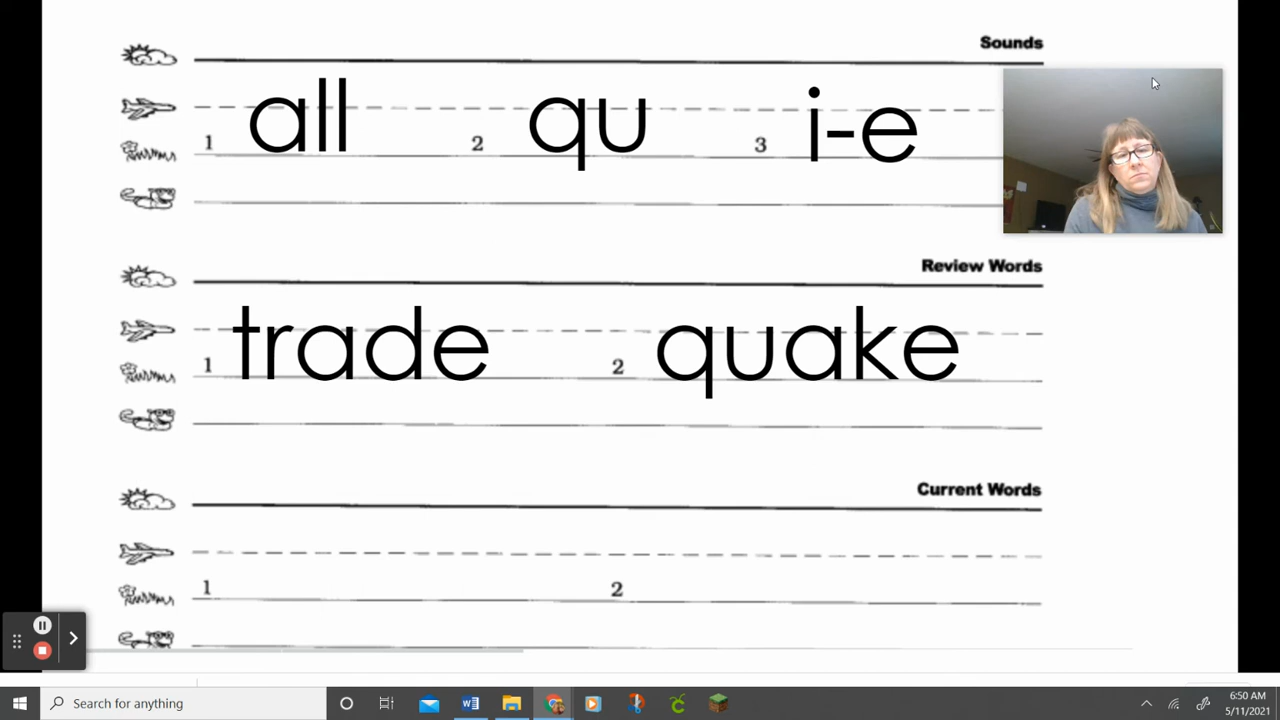 Sounds
1 all 2 qu 3 i-e
Review Words
1 trade 2 quake
Current Words
1 2
Search for anything
6:50 AM
5/11/2021